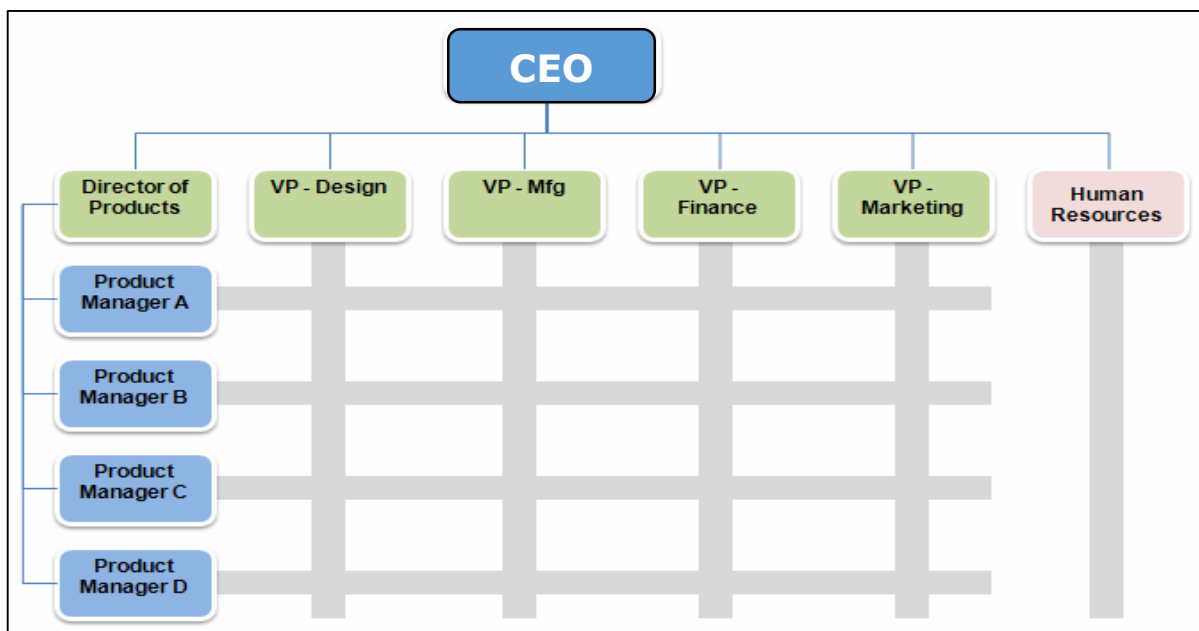 CEO
Director of
Products
VP - Design
VP - Mfg
VP -
Finance
VP -
Marketing
Human
Resources
Product
Manager A
Product
Manager B
Product
Manager C
Product
Manager D